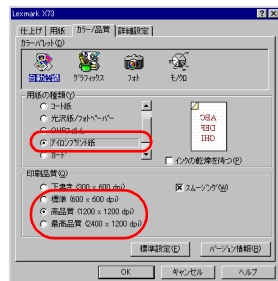 Lexmark X73
仕上げ 用紙 カラー/品質 詳細設定
カラーパレット(D)
自動検知 グラフィックス フォト モノクロ
用紙の種類(Y)
コート紙
光沢紙/フォトペーパー
OHPフィルム
アイロンプリント紙
カード
ABC
DEF
GHI
インクの乾燥を待つ(P)
印刷品質(Q)
下書き (300 x 600 dpi)
標準 (600 x 600 dpi)
高品質 (1200 x 1200 dpi)
最高品質 (2400 x 1200 dpi)
スムージング(W)
標準設定(E) バージョン情報(B)
OK キャンセル ヘルプ